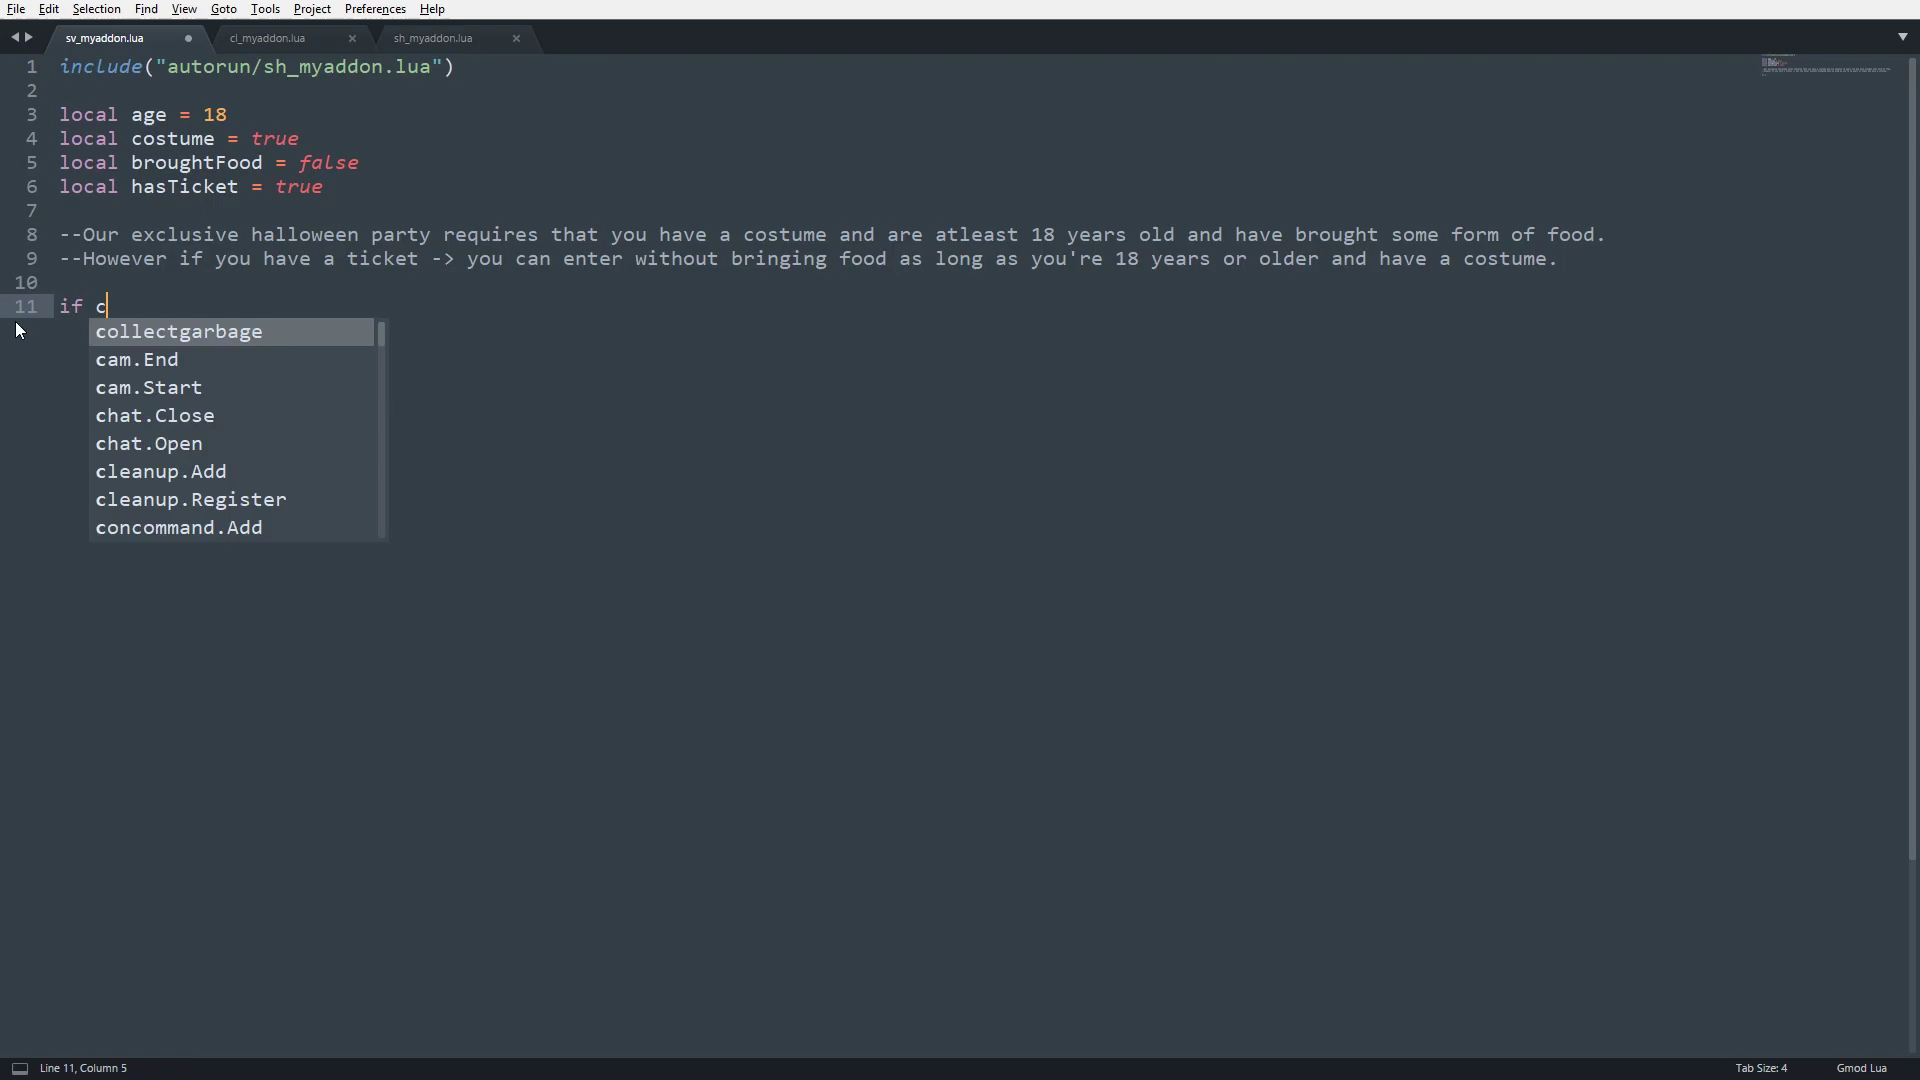 File Edit Selection Find View Goto Tools Project Preferences Help
sv_myaddon.lua cl_myaddon.lua sh_myaddon.lua
1 include("autorun/sh_myaddon.lua")
2
3 local age = 18
4 local costume = true
5 local broughtFood = false
6 local hasTicket = true
7
8 --Our exclusive halloween party requires that you have a costume and are atleast 18 years old and have brought some form of food.
9 --However if you have a ticket -> you can enter without bringing food as long as you're 18 years or older and have a costume.
10
11 if c
collectgarbage
cam.End
cam.Start
chat.Close
chat.Open
cleanup.Add
cleanup.Register
concommand.Add
Line 11, Column 5 Tab Size: 4 Gmod Lua